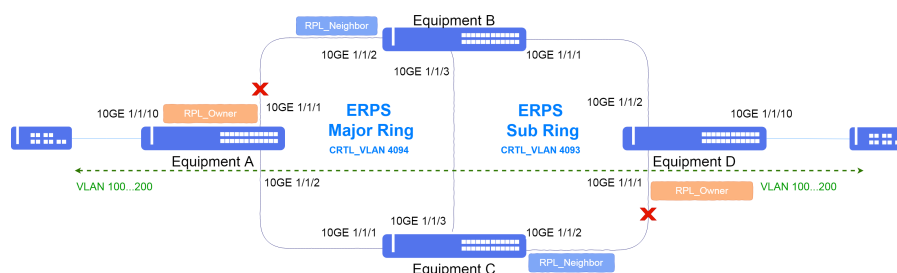 Equipment B
RPL_Neighbor
10GE 1/1/2
10GE 1/1/1
10GE 1/1/3
10GE 1/1/10
RPL_Owner
10GE 1/1/1
ERPS
Major Ring
CRTL_VLAN 4094
ERPS
Sub Ring
CRTL_VLAN 4093
10GE 1/1/2
10GE 1/1/10
Equipment A
Equipment D
VLAN 100...200
10GE 1/1/2
10GE 1/1/1
RPL_Owner
VLAN 100...200
10GE 1/1/3
10GE 1/1/1
10GE 1/1/2
RPL_Neighbor
Equipment C